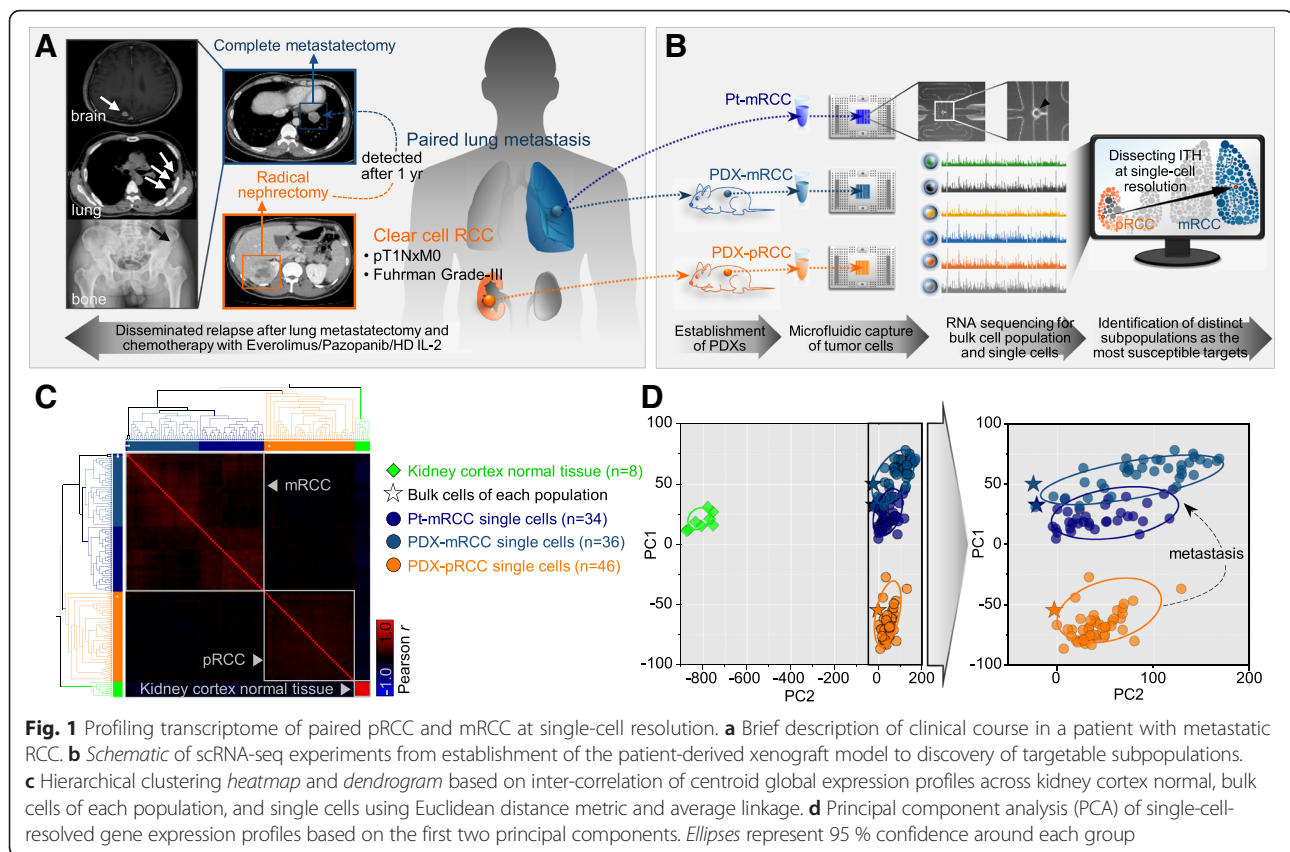 A
Complete metastatectomy
brain
lung
bone
Radical
nephrectomy
detected
after 1 yr
Paired lung metastasis
Clear cell RCC
• pT1NxM0
• Fuhrman Grade-III
Disseminated relapse after lung metastatectomy and
chemotherapy with Everolimus/Pazopanib/HD IL-2
B
Pt-mRCC
PDX-mRCC
PDX-pRCC
Dissecting ITH
at single-cell
resolution
pRCC
mRCC
Establishment
of PDXs
Microfluidic capture
of tumor cells
RNA sequencing for
bulk cell population
and single cells
Identification of distinct
subpopulations as the
most susceptible targets
C
mRCC
pRCC
Kidney cortex normal tissue
-1.0 1.0
Pearson r
Kidney cortex normal tissue (n=8)
Bulk cells of each population
Pt-mRCC single cells (n=34)
PDX-mRCC single cells (n=36)
PDX-pRCC single cells (n=46)
D
100
50
0
-50
-100
PC1
-800 -600 -400 -200 0 200
PC2
100
50
0
-50
-100
PC1
metastasis
0 100 200
PC2
Fig. 1 Profiling transcriptome of paired pRCC and mRCC at single-cell resolution. a Brief description of clinical course in a patient with metastatic
RCC. b Schematic of scRNA-seq experiments from establishment of the patient-derived xenograft model to discovery of targetable subpopulations.
c Hierarchical clustering heatmap and dendrogram based on inter-correlation of centroid global expression profiles across kidney cortex normal, bulk
cells of each population, and single cells using Euclidean distance metric and average linkage. d Principal component analysis (PCA) of single-cell-
resolved gene expression profiles based on the first two principal components. Ellipses represent 95 % confidence around each group